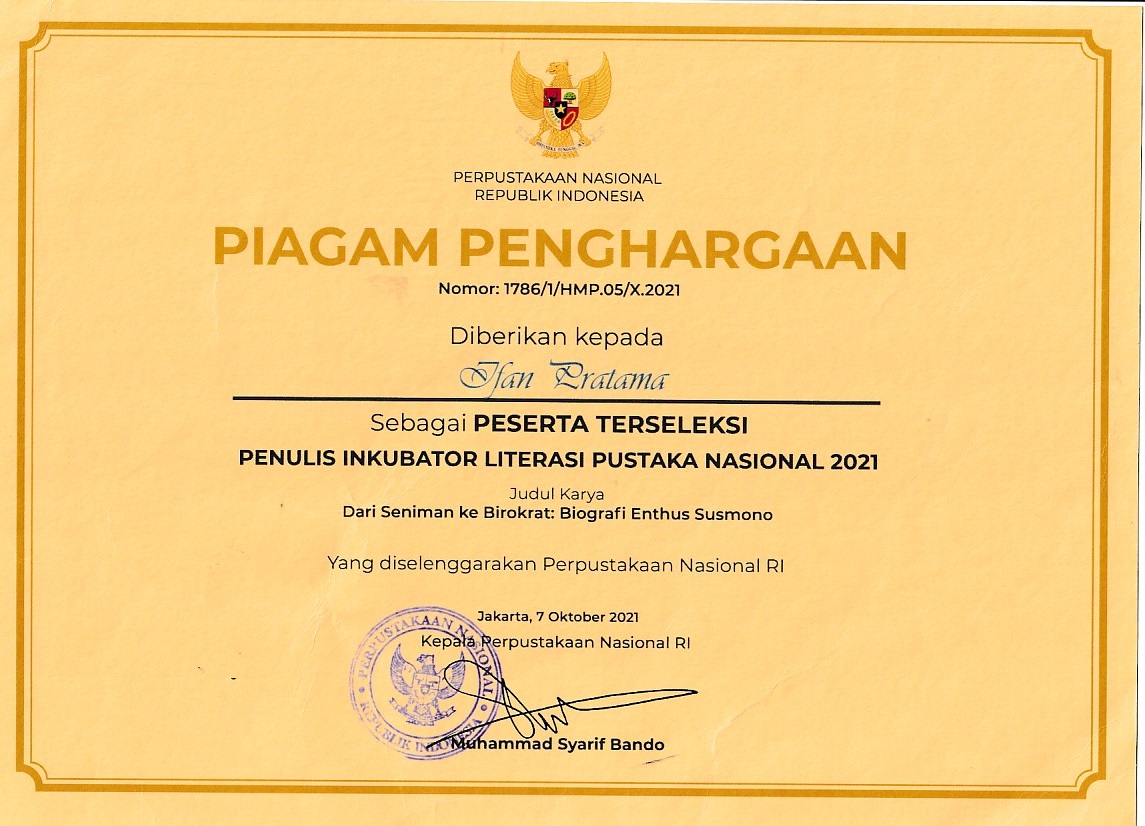 PERPUSTAKAAN NASIONAL
REPUBLIK INDONESIA
PIAGAM PENGHARGAAN
Nomor: 1786/1/HMP.05/X.2021
Diberikan kepada
Ifan Pratama
Sebagai PESERTA TERSELEKSI
PENULIS INKUBATOR LITERASI PUSTAKA NASIONAL 2021
Judul Karya
Dari Seniman ke Birokrat: Biografi Enthus Susmono
Yang diselenggarakan Perpustakaan Nasional RI
Jakarta, 7 Oktober 2021
Kepala Perpustakaan Nasional RI
PERPUSTAKAAN NASIONAL
REPUBLIK INDONESIA
Muhammad Syarif Bando